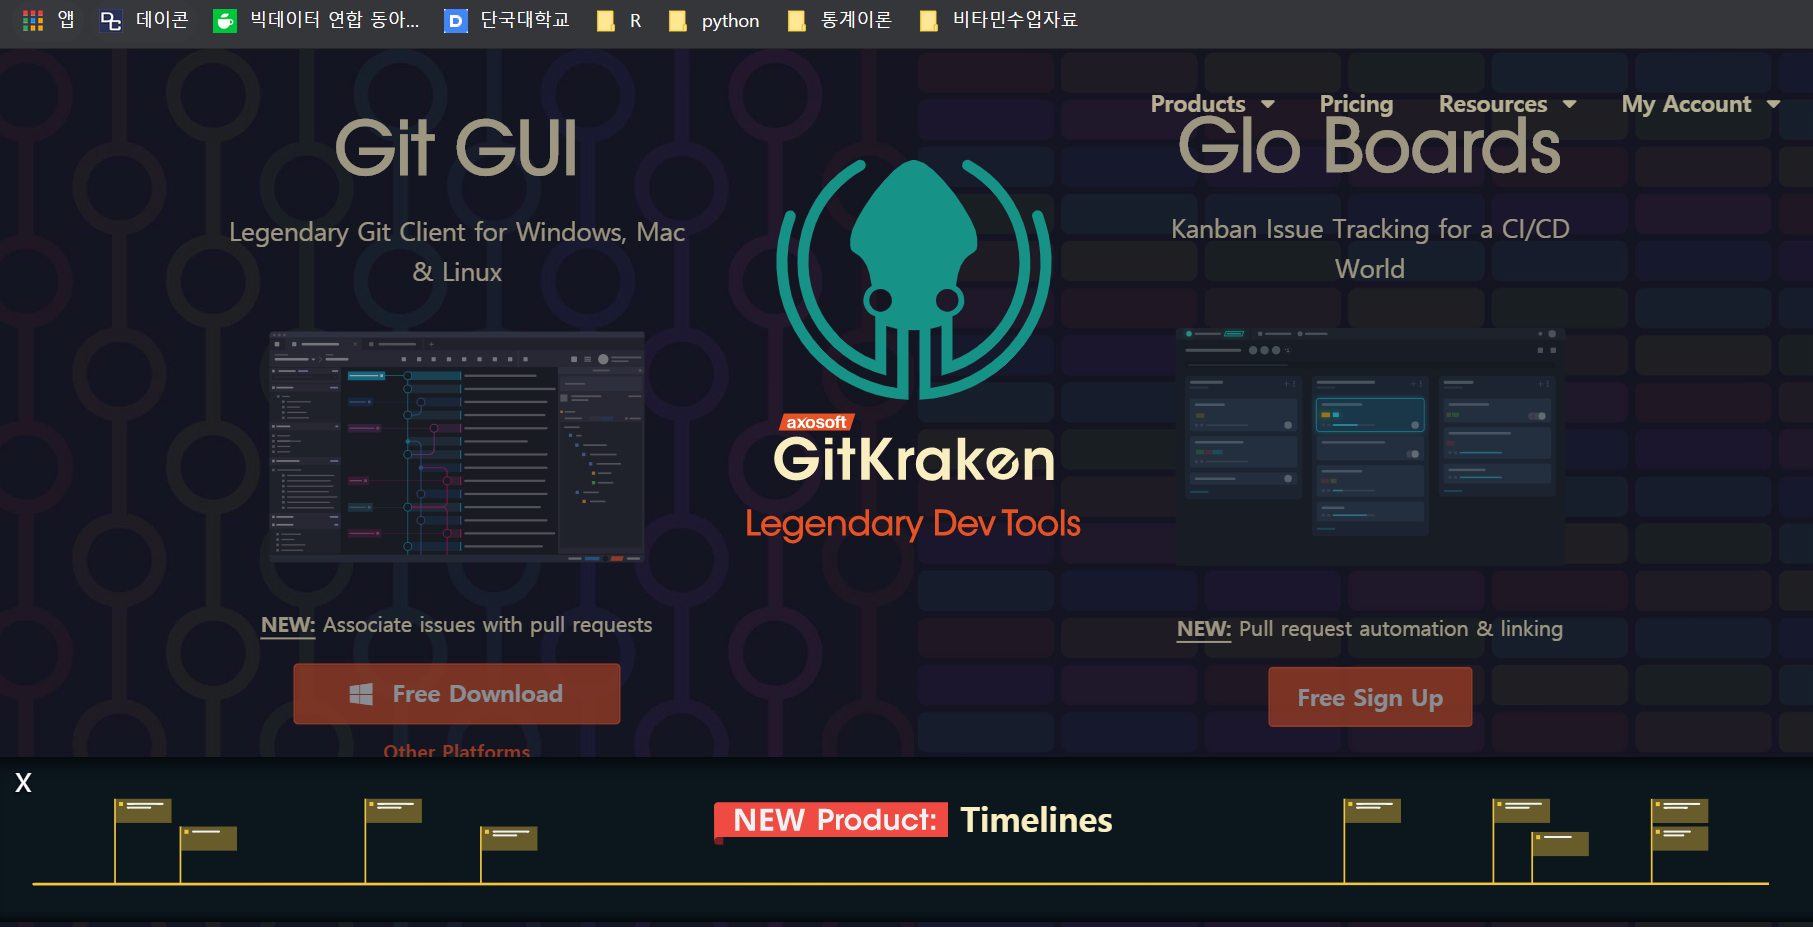 앱 데이콘 빅데이터 연합 동아... 단국대학교 R python 통계이론 비타민수업자료
Products Pricing Resources My Account
Git GUI
Legendary Git Client for Windows, Mac
& Linux
NEW: Associate issues with pull requests
Free Download
Other Platforms
axosoft
GitKraken
Legendary Dev Tools
Glo Boards
Kanban Issue Tracking for a CI/CD
World
NEW: Pull request automation & linking
Free Sign Up
X
NEW Product: Timelines